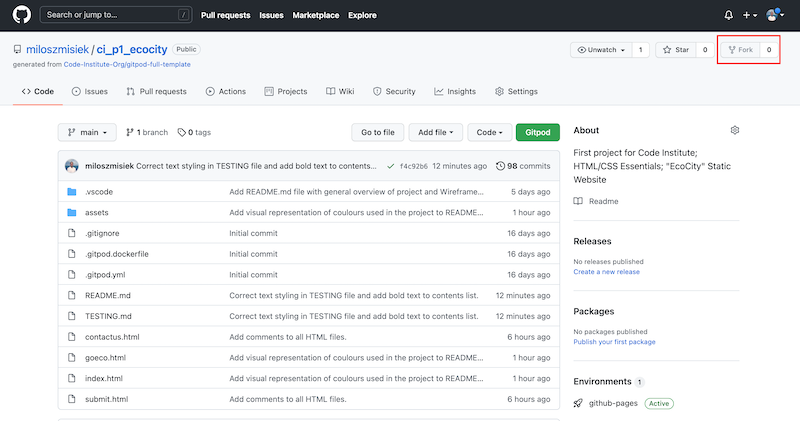 Search or jump to... / Pull requests Issues Marketplace Explore
miloszmisiek / ci_p1_ecocity Public Unwatch 1 Star 0 Fork 0
generated from Code-Institute-Org/gitpod-full-template
Code Issues Pull requests Actions Projects Wiki Security Insights Settings
main 1 branch 0 tags Go to file Add file Code Gitpod
miloszmisiek Correct text styling in TESTING file and add bold text to contents... f4c92b6 12 minutes ago 98 commits
.vscode Add README.md file with general overview of project and Wireframe... 5 days ago
assets Add visual representation of coulours used in the project to README... 1 hour ago
.gitignore Initial commit 16 days ago
.gitpod.dockerfile Initial commit 16 days ago
.gitpod.yml Initial commit 16 days ago
README.md Correct text styling in TESTING file and add bold text to contents list. 12 minutes ago
TESTING.md Correct text styling in TESTING file and add bold text to contents list. 12 minutes ago
contactus.html Add comments to all HTML files. 6 hours ago
goeco.html Add visual representation of coulours used in the project to README... 1 hour ago
index.html Add visual representation of coulours used in the project to README... 1 hour ago
submit.html Add comments to all HTML files. 6 hours ago
About
First project for Code Institute;
HTML/CSS Essentials; "EcoCity" Static
Website
Readme
Releases
No releases published
Create a new release
Packages
No packages published
Publish your first package
Environments 1
github-pages Active